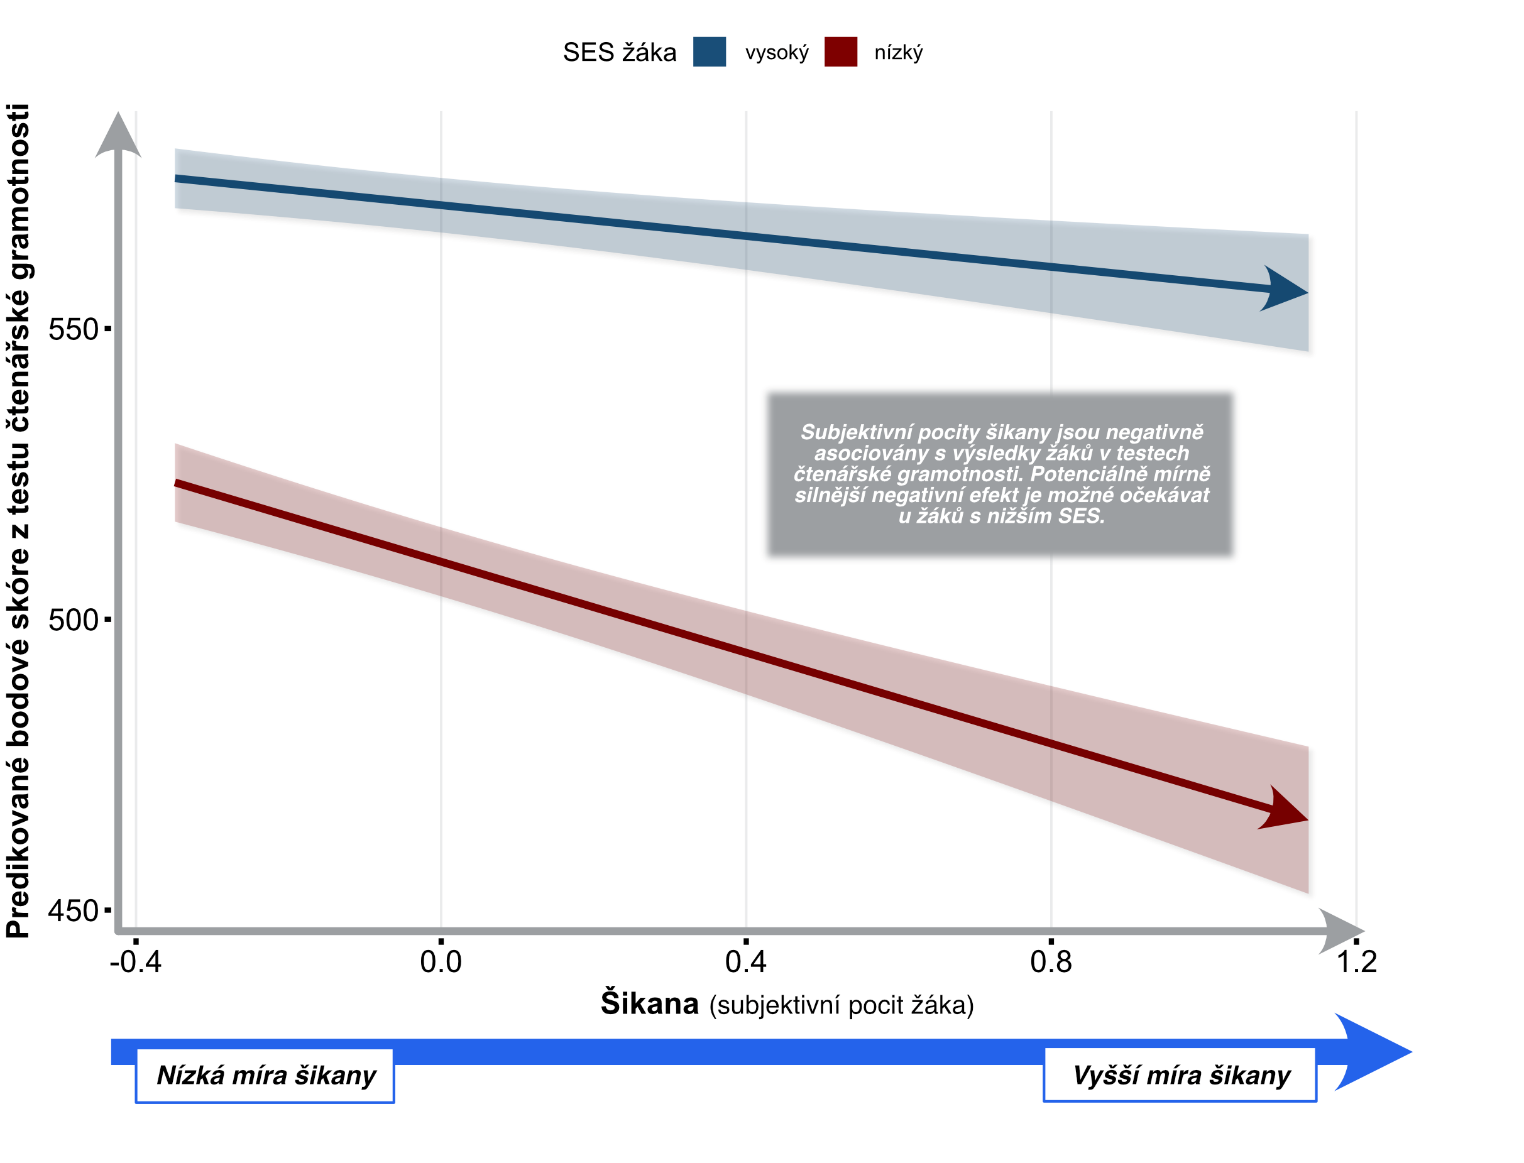 SES žáka vysoký nízký
Predikované bodové skóre z testu čtenářské gramotnosti
550
500
450
Subjektivní pocity šikany jsou negativně
asociovány s výsledky žáků v testech
čtenářské gramotnosti. Potenciálně mírně
silnější negativní efekt je možné očekávat
u žáků s nižším SES.
-0.4 0.0 0.4 0.8 1.2
Šikana (subjektivní pocit žáka)
Nízká míra šikany Vyšší míra šikany